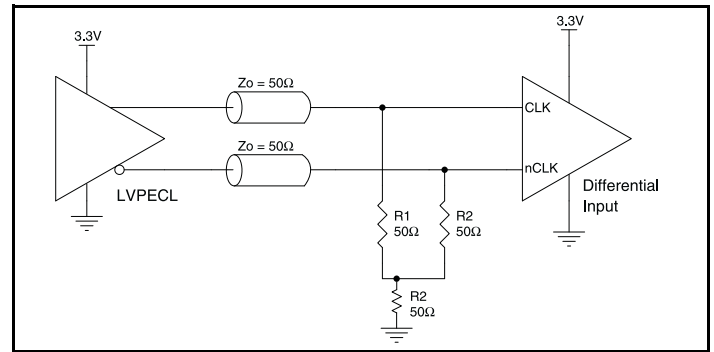 3.3V
3.3V
Zo = 50Ω
CLK
Zo = 50Ω
nCLK
LVPECL
Differential
Input
R1
50Ω
R2
50Ω
R2
50Ω